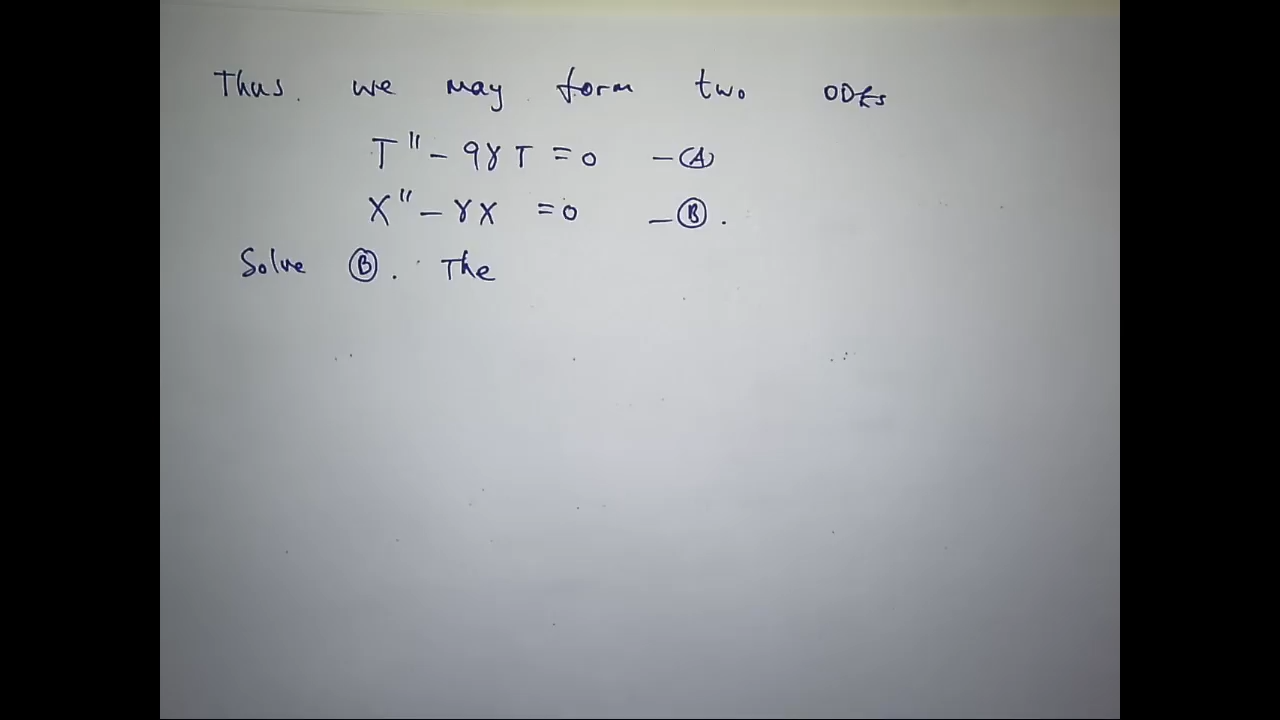 Thus. we may form two ODEs
T'' - 9γT = 0 - Ⓐ
X'' - γX = 0 - Ⓑ.
Solve Ⓑ. The